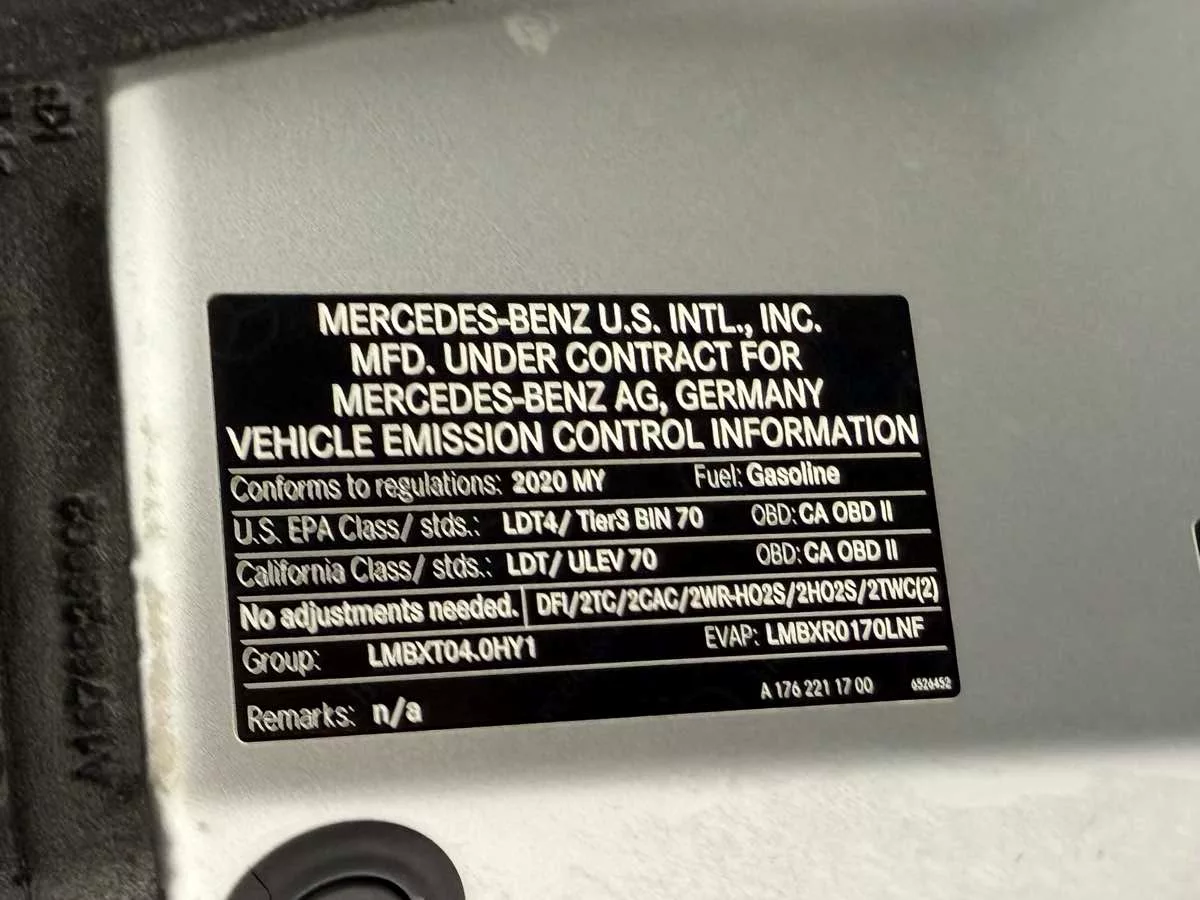 MERCEDES-BENZ U.S. INTL., INC.
MFD. UNDER CONTRACT FOR
MERCEDES-BENZ AG, GERMANY
VEHICLE EMISSION CONTROL INFORMATION
Conforms to regulations: 2020 MY Fuel: Gasoline
U.S. EPA Class/ stds.: LDT4/ Tier3 BIN 70 OBD: CA OBD II
California Class/ stds.: LDT/ ULEV 70 OBD: CA OBD II
No adjustments needed. DFI/2TC/2CAC/2WR-HO2S/2HO2S/2TWC(2)
Group: LMBXT04.0HY1 EVAP: LMBXR0170LNF
Remarks: n/a A 176 221 17 00 6526452